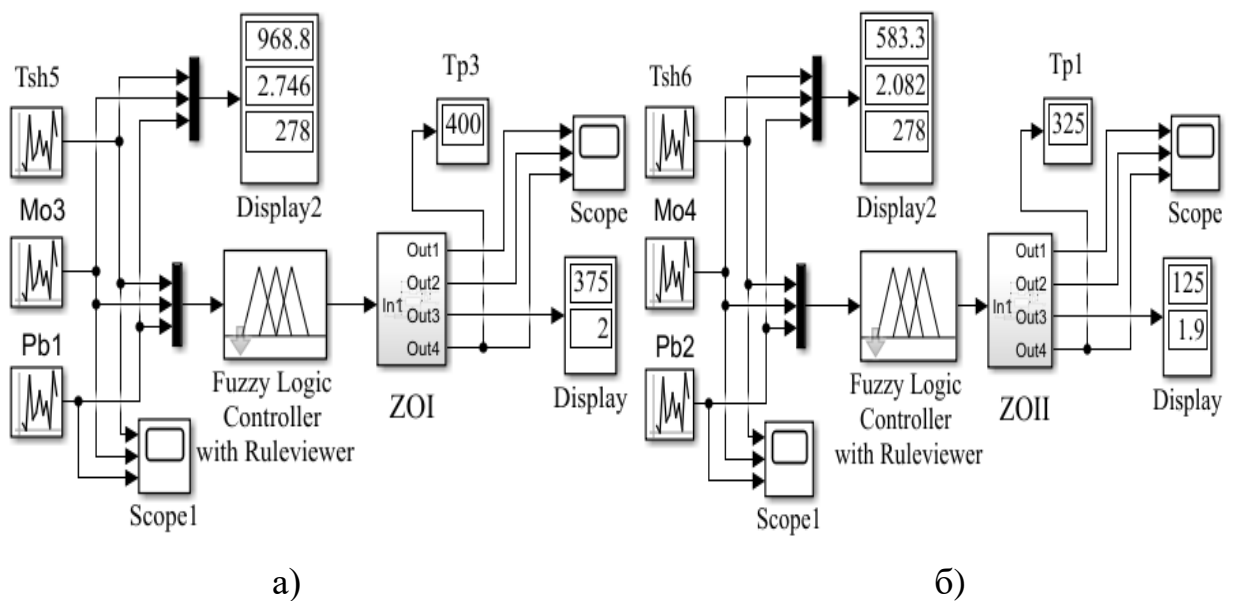 Tsh5
968.8
2.746
278
Display2
Tp3
400
Scope
Mo3
Pb1
Fuzzy Logic
Controller
with Ruleviewer
In1
Out1
Out2
Out3
Out4
ZOI
375
2
Display
Scope1
а)
Tsh6
583.3
2.082
278
Display2
Tp1
325
Scope
Mo4
Pb2
Fuzzy Logic
Controller
with Ruleviewer
In1
Out1
Out2
Out3
Out4
ZOII
125
1.9
Display
Scope1
б)